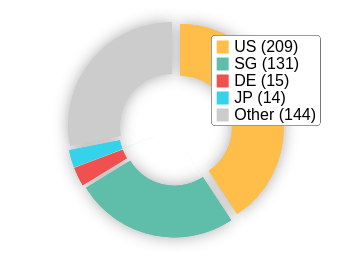 US (209)
SG (131)
DE (15)
JP (14)
Other (144)